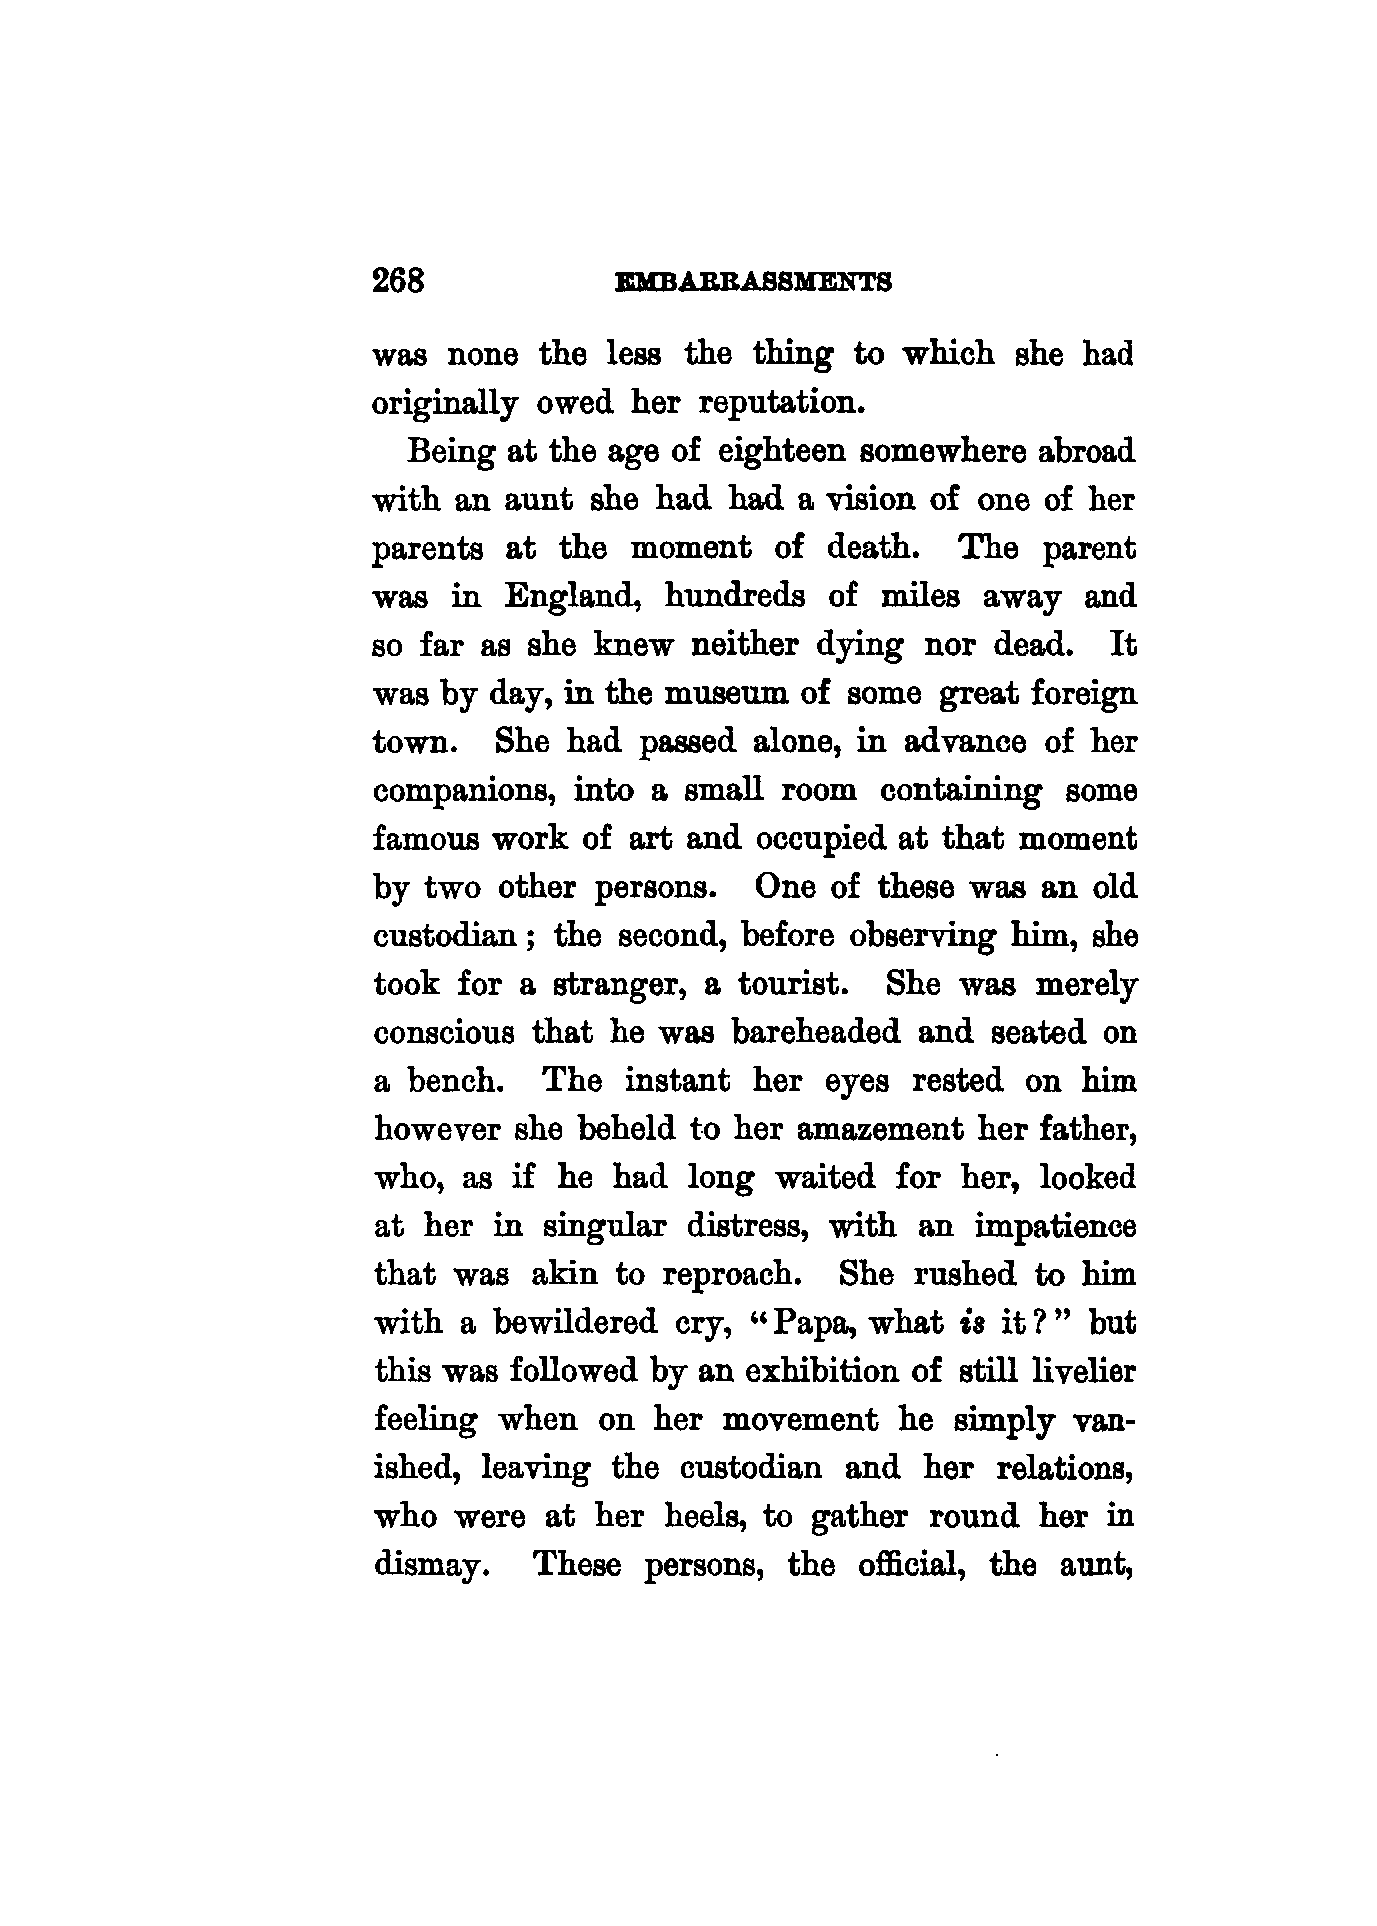 268 EMBARRASSMENTS
was none the less the thing to which she had
originally owed her reputation.
Being at the age of eighteen somewhere abroad
with an aunt she had had a vision of one of her
parents at the moment of death. The parent
was in England, hundreds of miles away and
so far as she knew neither dying nor dead. It
was by day, in the museum of some great foreign
town. She had passed alone, in advance of her
companions, into a small room containing some
famous work of art and occupied at that moment
by two other persons. One of these was an old
custodian; the second, before observing him, she
took for a stranger, a tourist. She was merely
conscious that he was bareheaded and seated on
a bench. The instant her eyes rested on him
however she beheld to her amazement her father,
who, as if he had long waited for her, looked
at her in singular distress, with an impatience
that was akin to reproach. She rushed to him
with a bewildered cry, “Papa, what is it?” but
this was followed by an exhibition of still livelier
feeling when on her movement he simply van-
ished, leaving the custodian and her relations,
who were at her heels, to gather round her in
dismay. These persons, the official, the aunt,